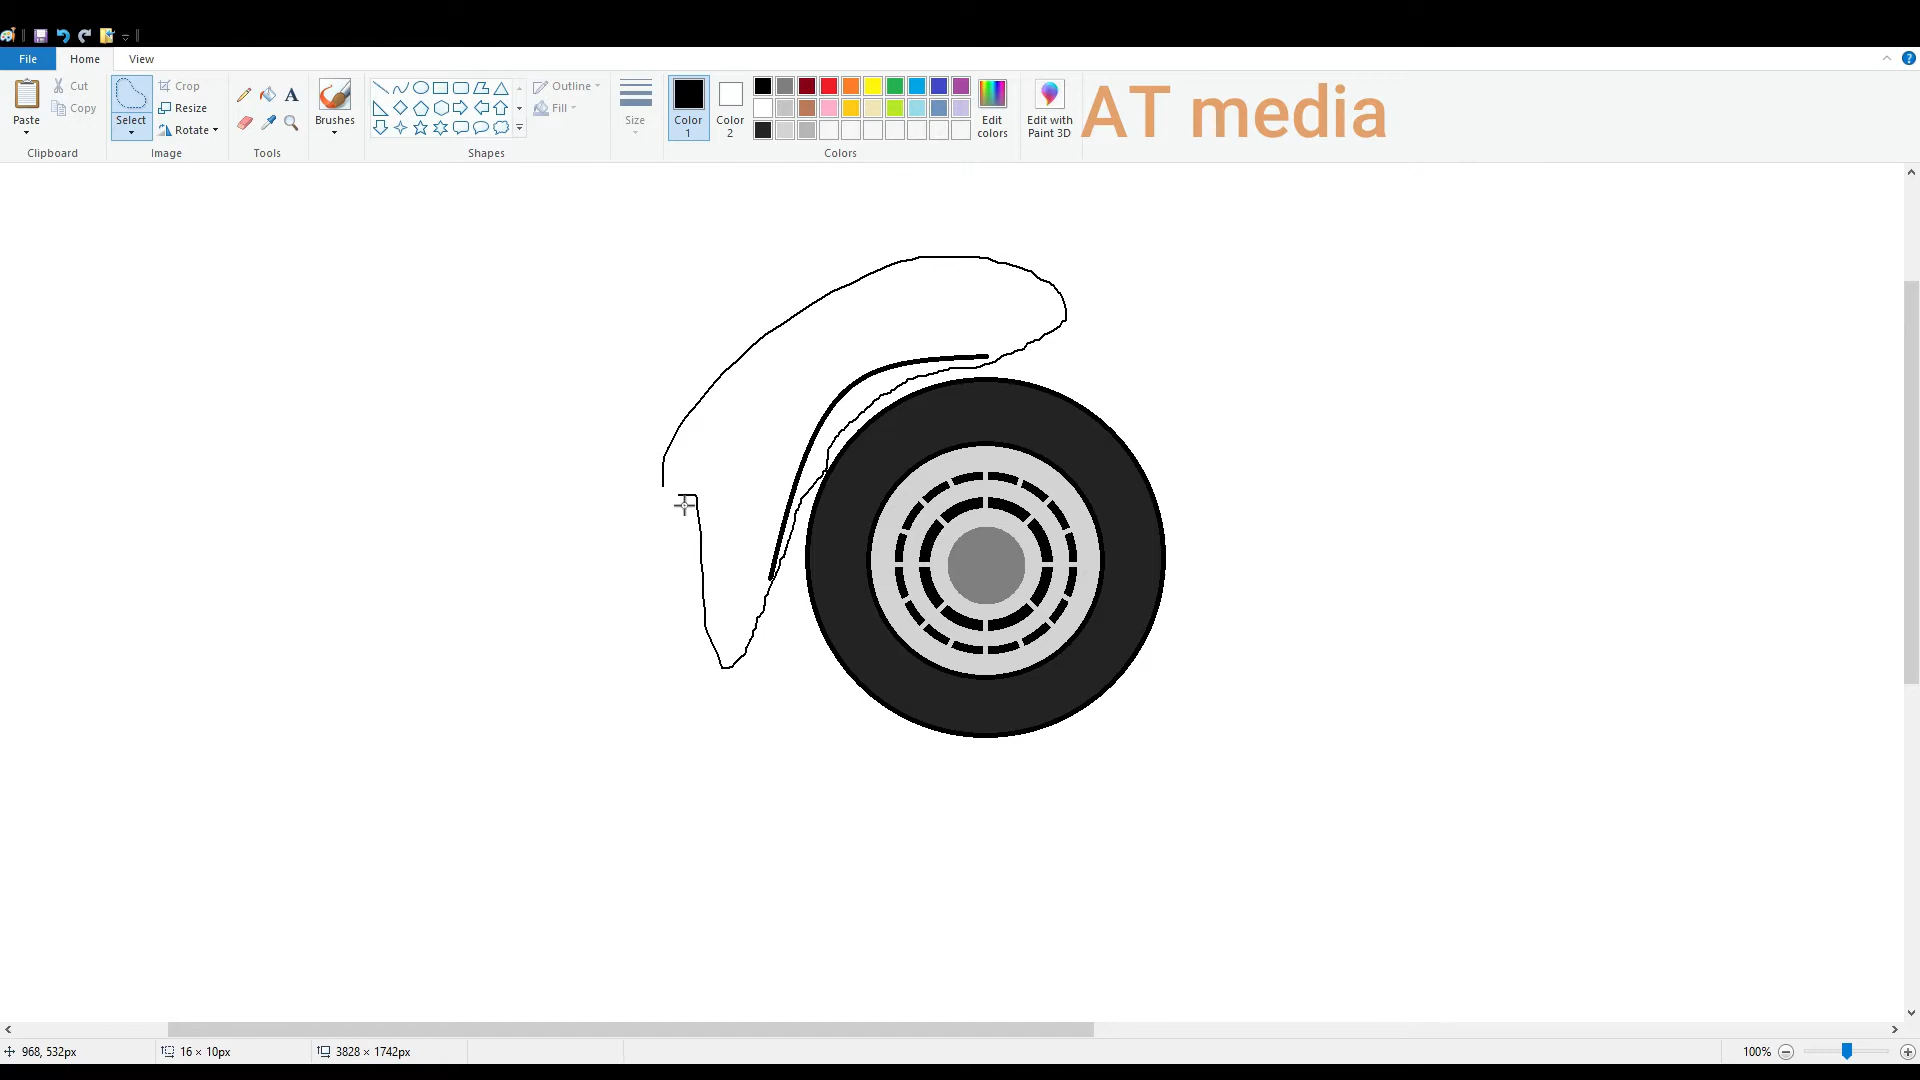 File Home View
Paste
Cut
Copy
Clipboard
Select
Crop
Resize
Rotate
Image
A
Tools
Brushes
Shapes
Outline
Fill
Size
Color 1
Color 2
Colors
Edit colors
Edit with Paint 3D
AT media
968, 532px 16 × 10px 3828 × 1742px 100%